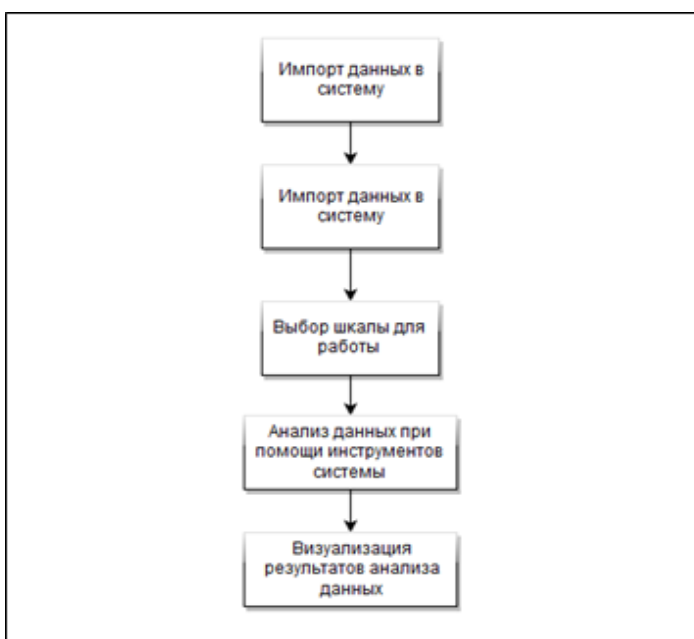 Импорт данных в
систему
Импорт данных в
систему
Выбор шкалы для
работы
Анализ данных при
помощи инструментов
системы
Визуализация
результатов анализа
данных